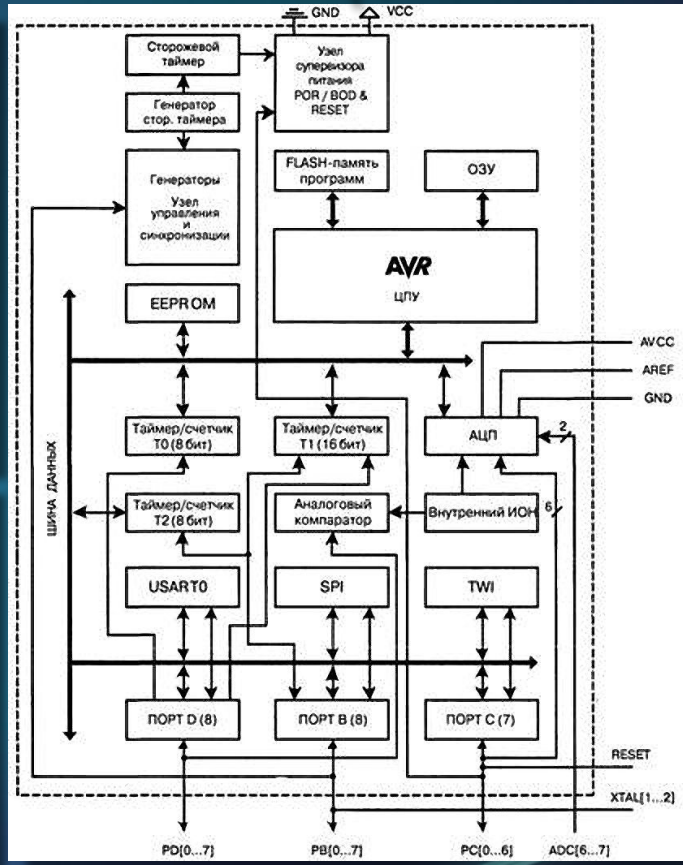 GND
VCC
Сторожевой
таймер
Узел
супервизора
питания
POR / BOD &
RESET
Генератор
стор. таймера
Генераторы
Узел
управления
и
синхронизации
FLASH-память
программ
ОЗУ
AVR
ЦПУ
EEPROM
AVCC
AREF
GND
ШИНА ДАННЫХ
Таймер/счетчик
T0 (8 бит)
Таймер/счетчик
T1 (16 бит)
АЦП
2
Таймер/счетчик
T2 (8 бит)
Аналоговый
компаратор
Внутренний ИОН
6
USART0
SPI
TWI
ПОРТ D (8)
ПОРТ B (8)
ПОРТ C (7)
RESET
XTAL[1...2]
PD[0...7]
PB[0...7]
PC[0...6]
ADC[6...7]